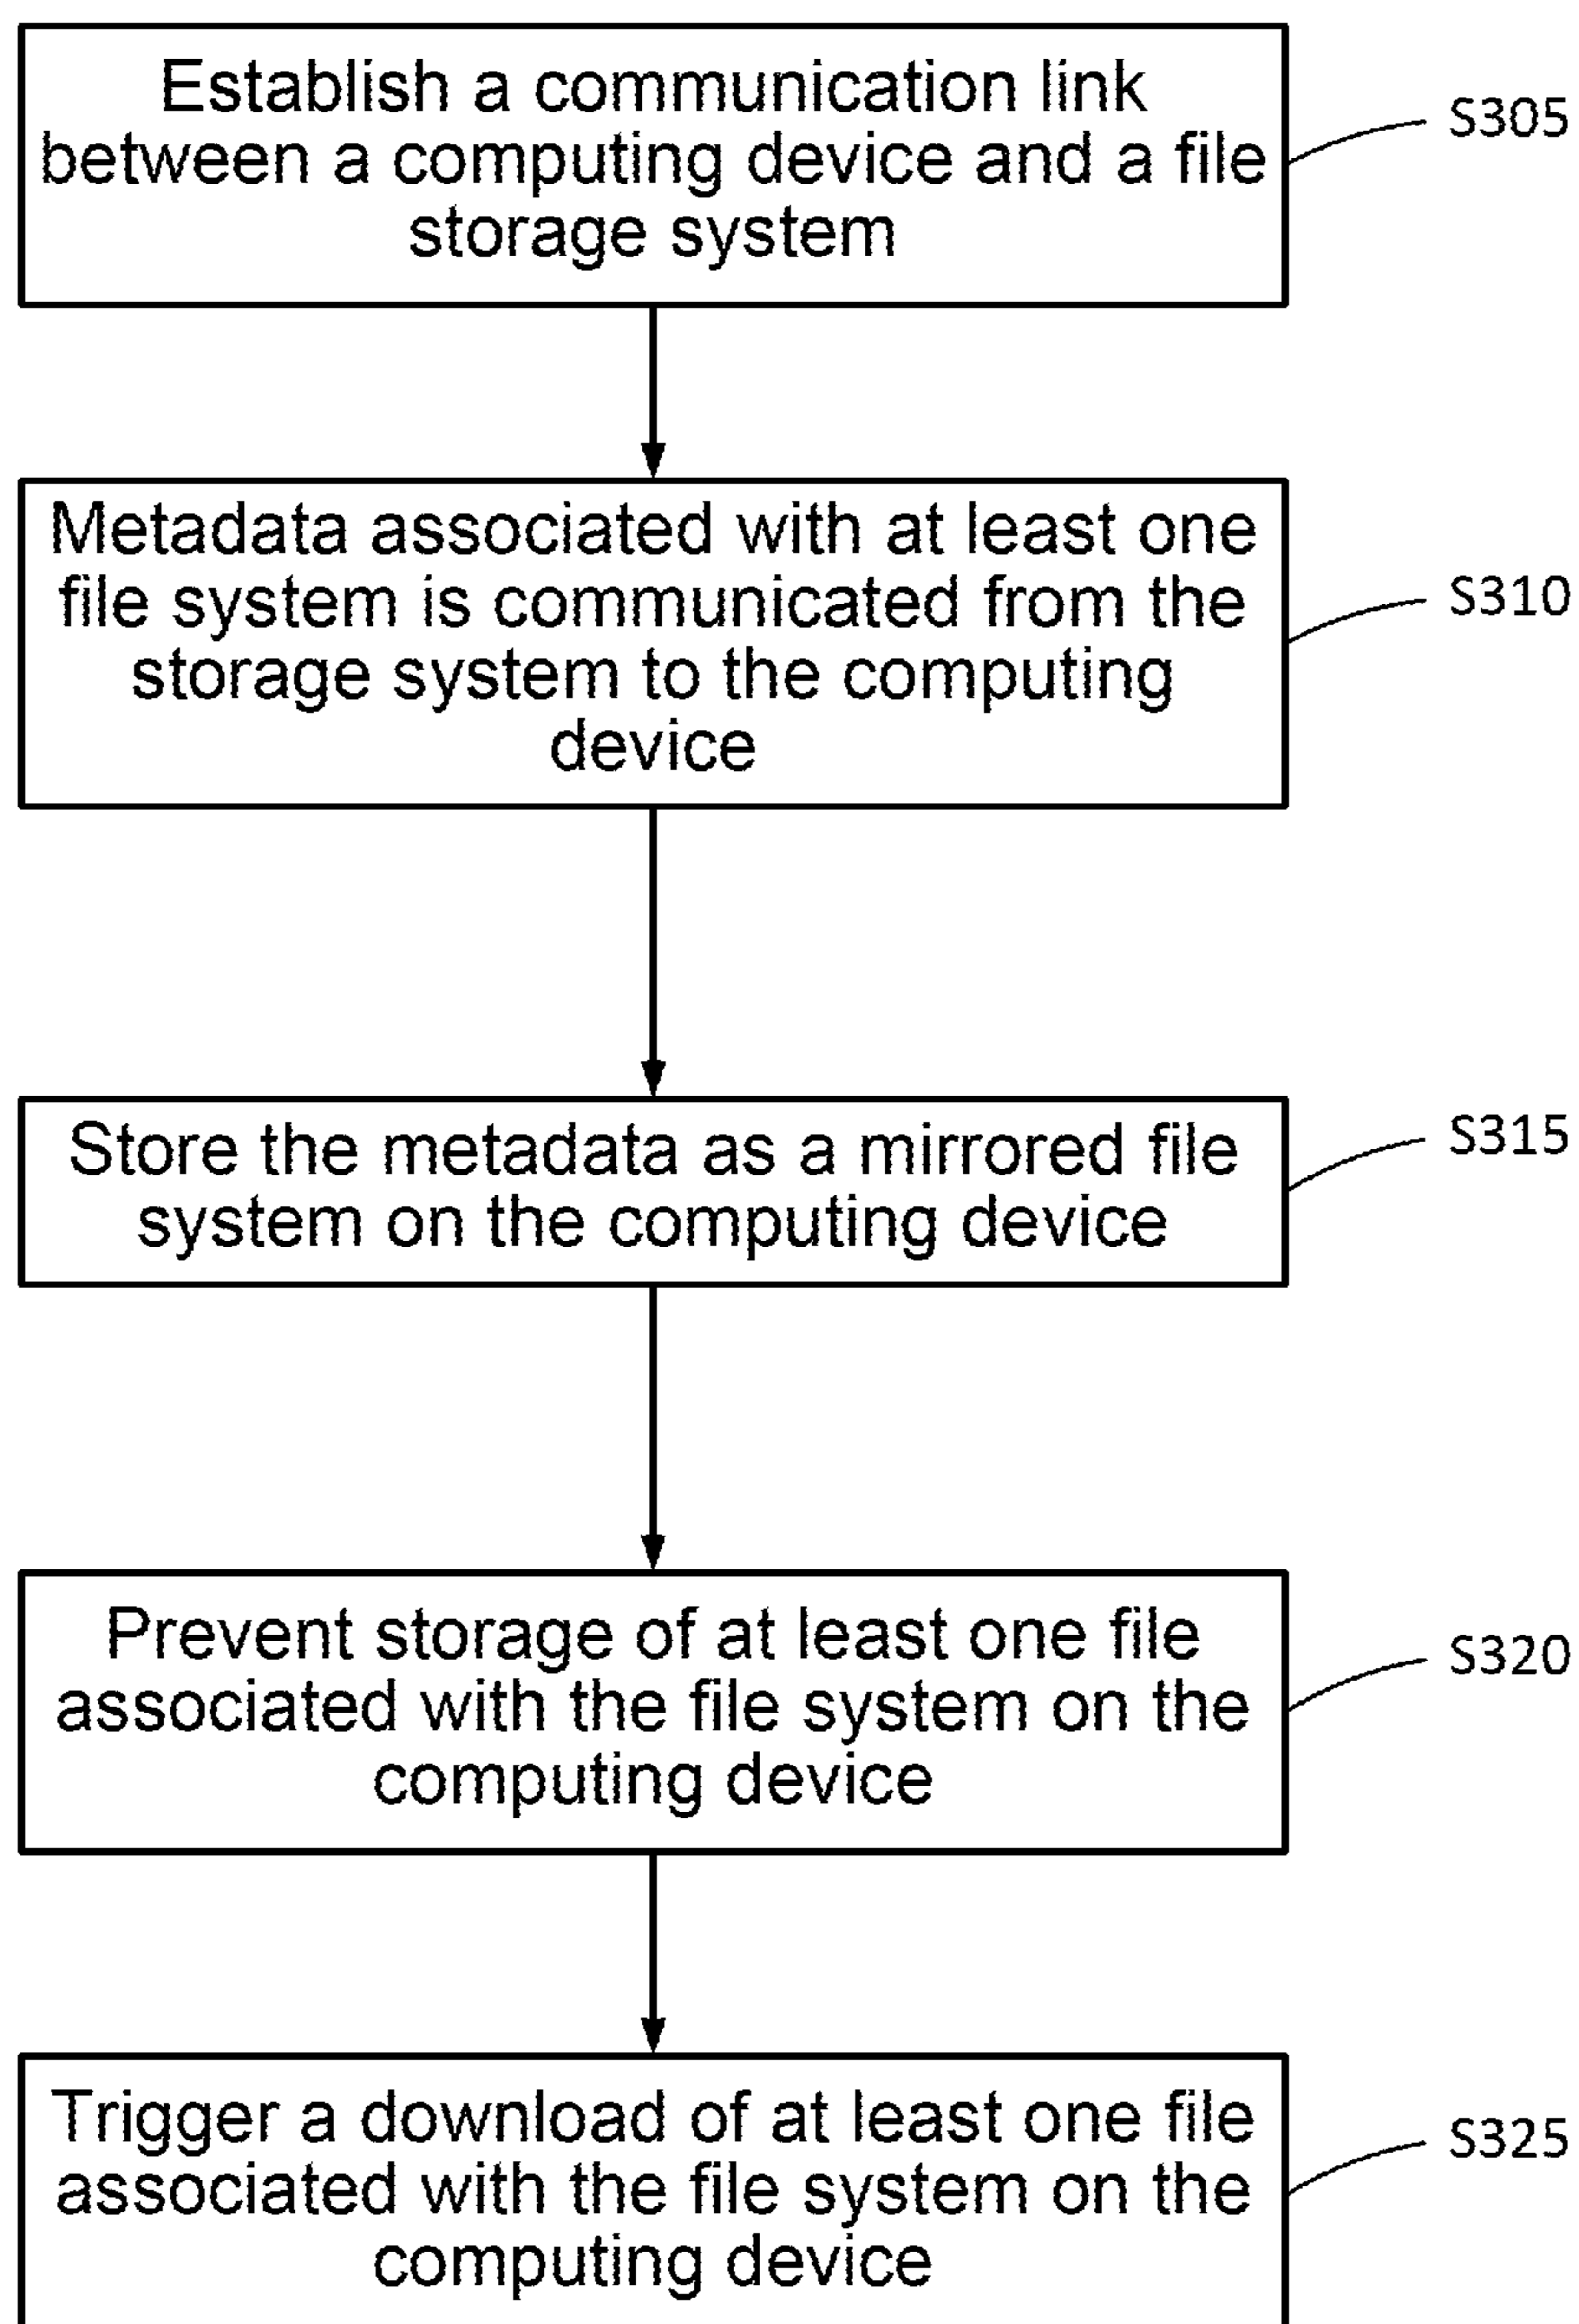 Establish a communication link
between a computing device and a file
storage system
S305
Metadata associated with at least one
file system is communicated from the
storage system to the computing
device
S310
Store the metadata as a mirrored file
system on the computing device
S315
Prevent storage of at least one file
associated with the file system on the
computing device
S320
Trigger a download of at least one file
associated with the file system on the
computing device
S325